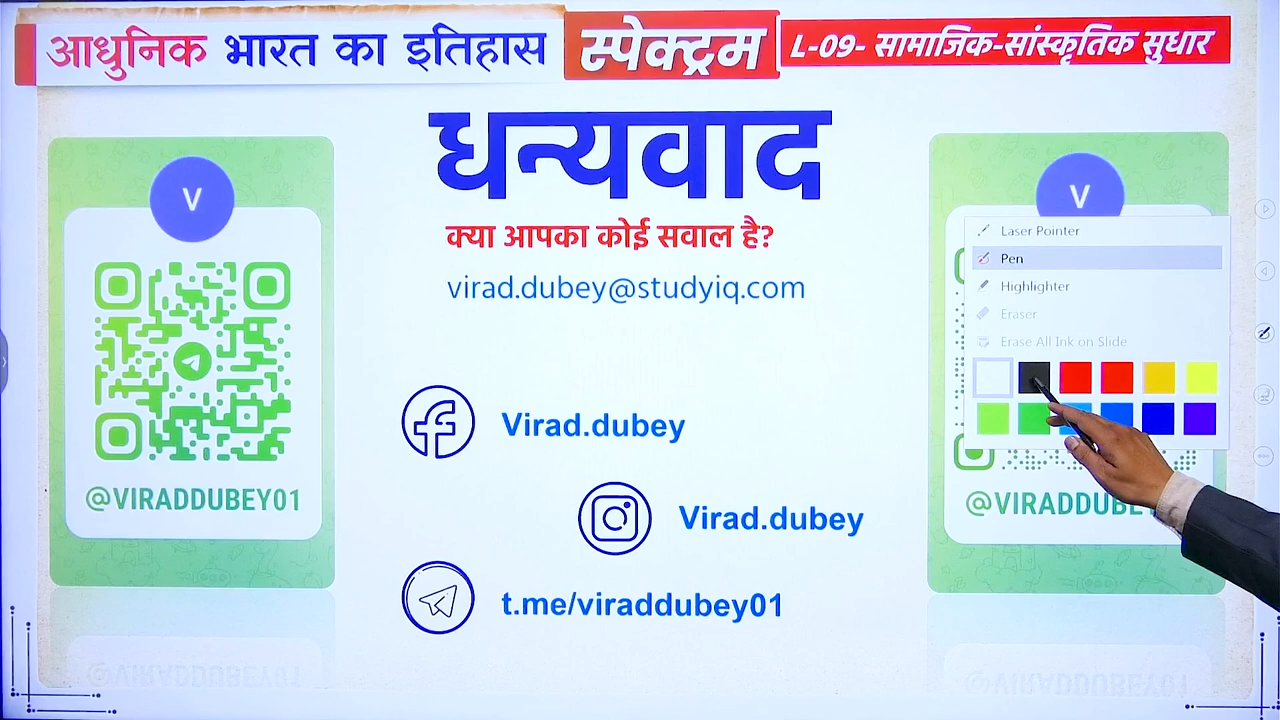 आधुनिक भारत का इतिहास स्पेक्ट्रम L-09- सामाजिक-सांस्कृतिक सुधार
धन्यवाद
क्या आपका कोई सवाल है?
virad.dubey@studyiq.com
V
@VIRADDUBEY01
Virad.dubey
Virad.dubey
t.me/viraddubey01
V
Laser Pointer
Pen
Highlighter
Eraser
Erase All Ink on Slide
@VIRADDUBEY